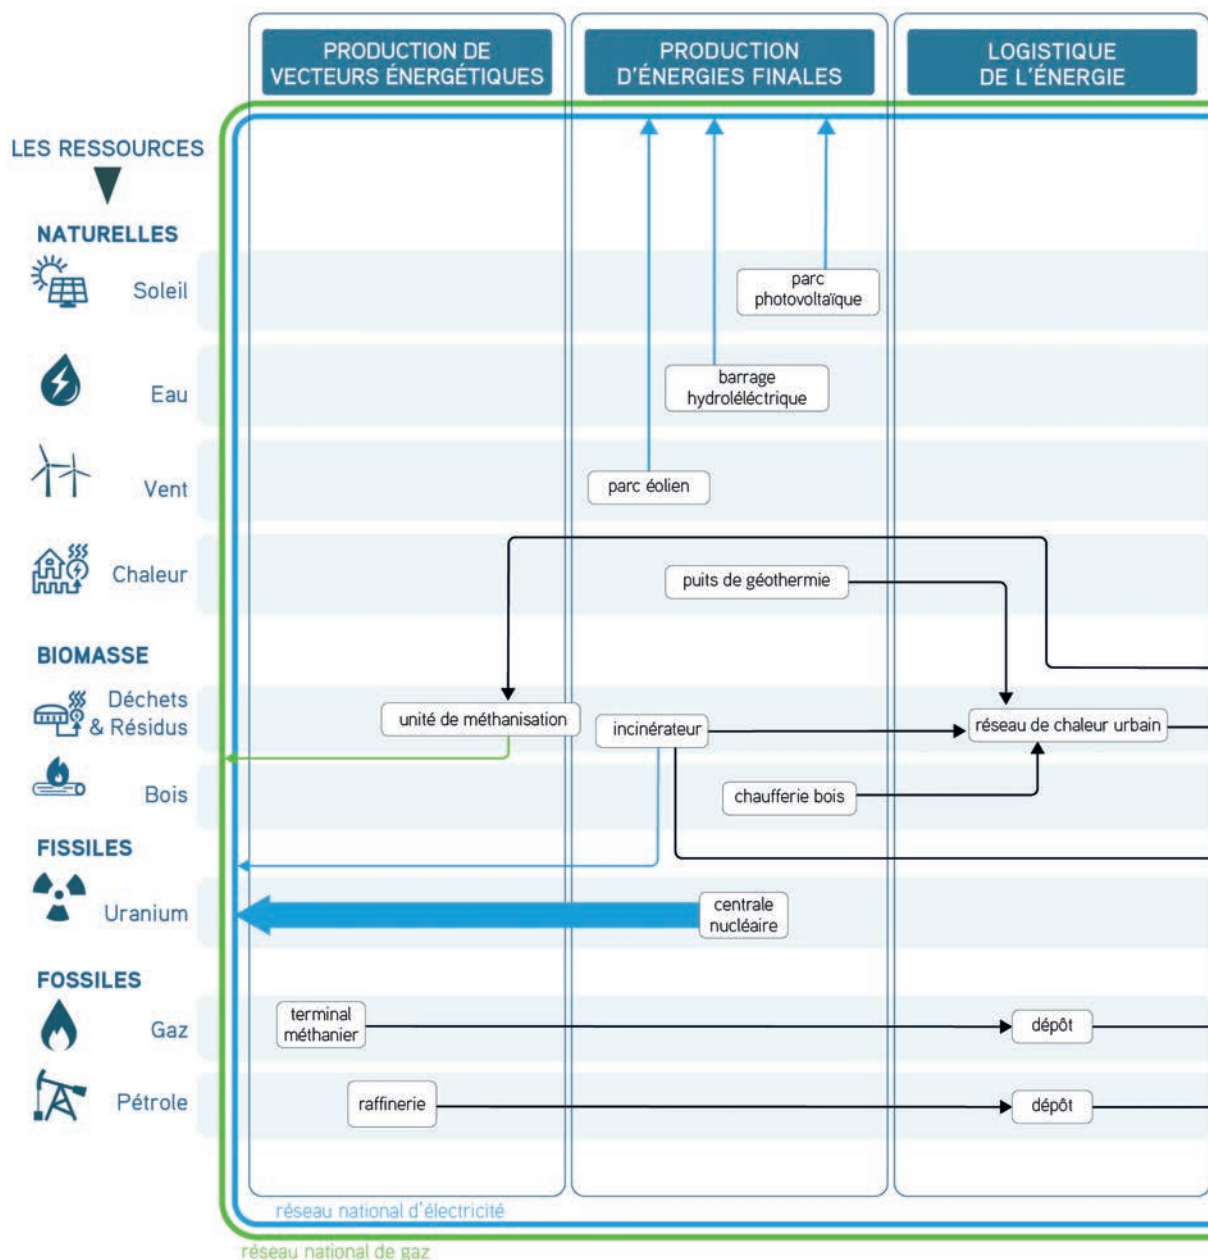 PRODUCTION DE
VECTEURS ÉNERGÉTIQUES
PRODUCTION
D'ÉNERGIES FINALES
LOGISTIQUE
DE L'ÉNERGIE
LES RESSOURCES
NATURELLES
Soleil
parc
photovoltaïque
Eau
barrage
hydroléléctrique
Vent
parc éolien
Chaleur
puits de géothermie
BIOMASSE
Déchets
& Résidus
unité de méthanisation
incinérateur
réseau de chaleur urbain
Bois
chaufferie bois
FISSILES
Uranium
centrale
nucléaire
FOSSILES
Gaz
terminal
méthanier
dépôt
Pétrole
raffinerie
dépôt
réseau national d'électricité
réseau national de gaz